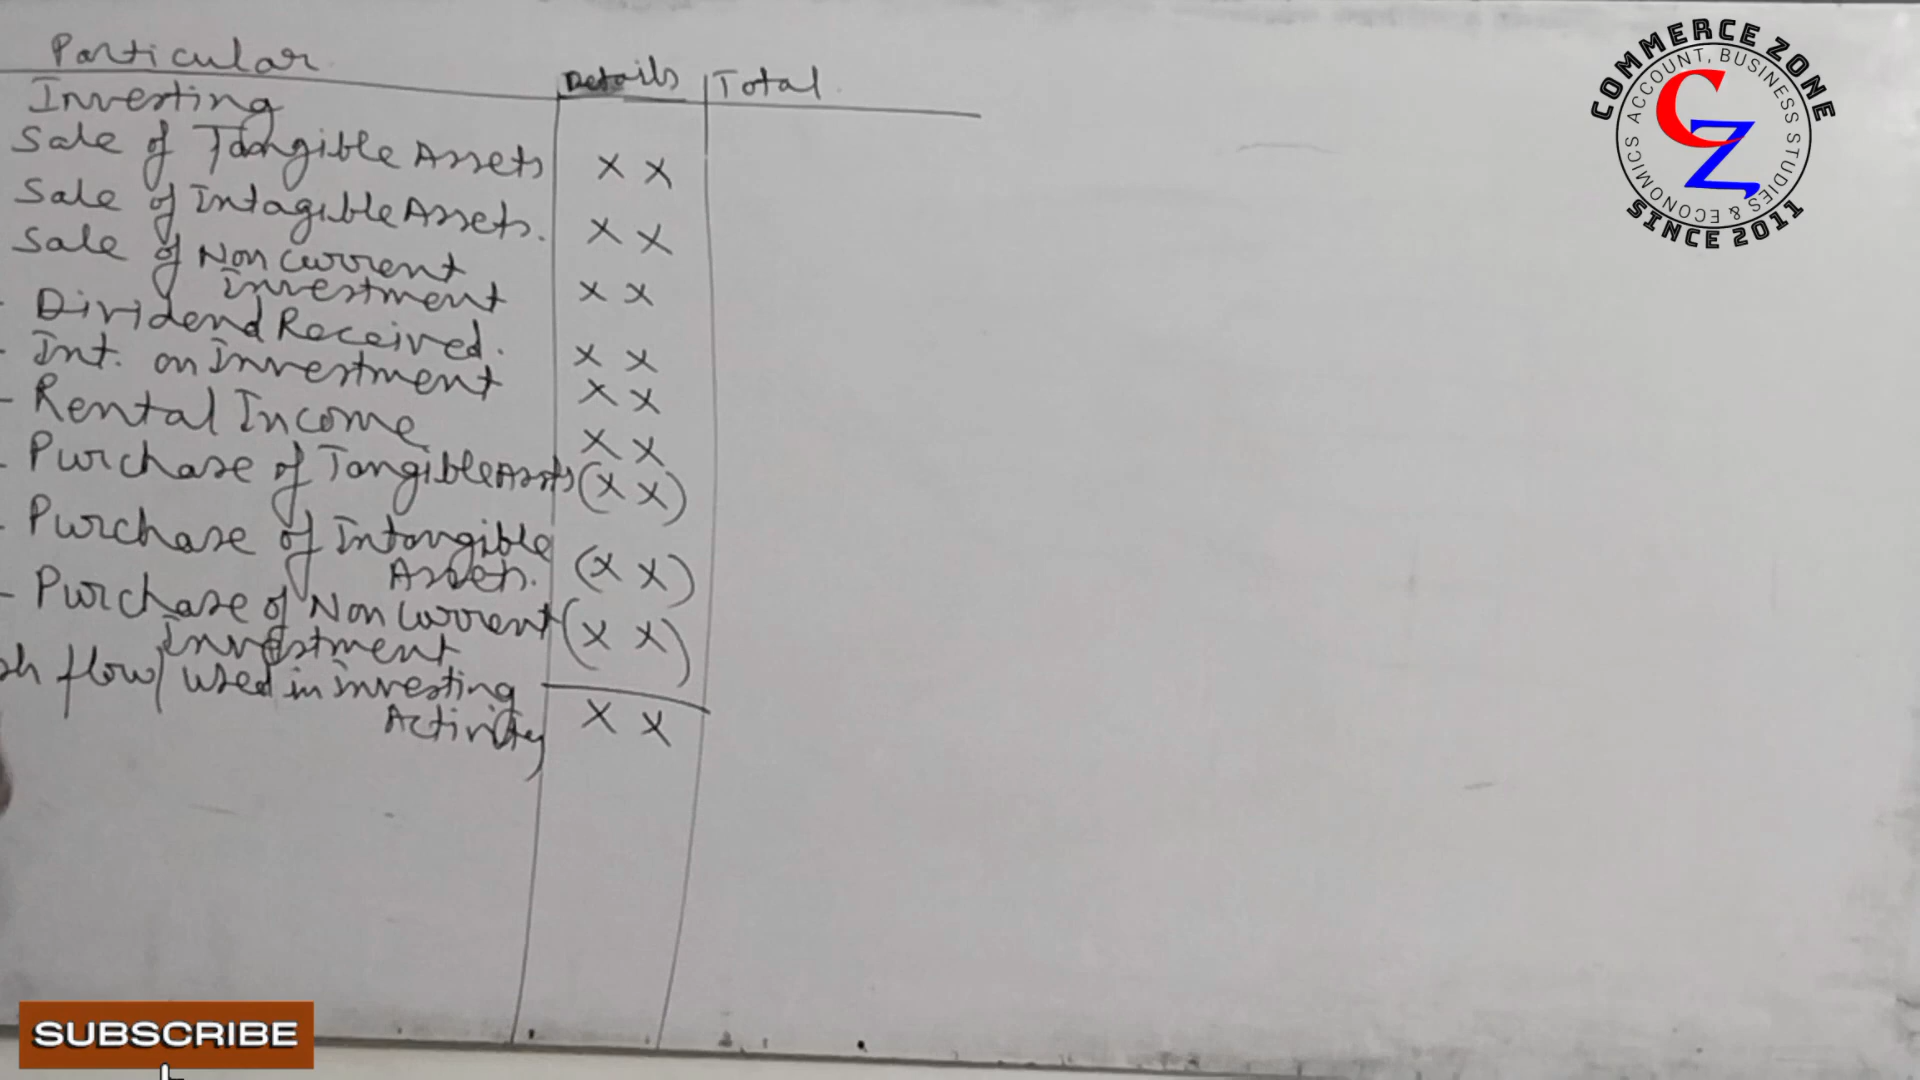 Particular Details Total
Investing
Sale of Tangible Assets x x
Sale of Intagible Assets. x x
Sale of Non current
investment x x
- Dividend Received. x x
- Int. on Investment x x
- Rental Income x x
- Purchase of Tangible Assts (x x)
- Purchase of Intangible
Assets. (x x)
- Purchase of Non Current (x x)
investment
sh flow/ used in investing
Activity x x
COMMERCE ZONE
ACCOUNT, BUSINESS STUDIES & ECONOMICS
CZ
SINCE 2011
SUBSCRIBE